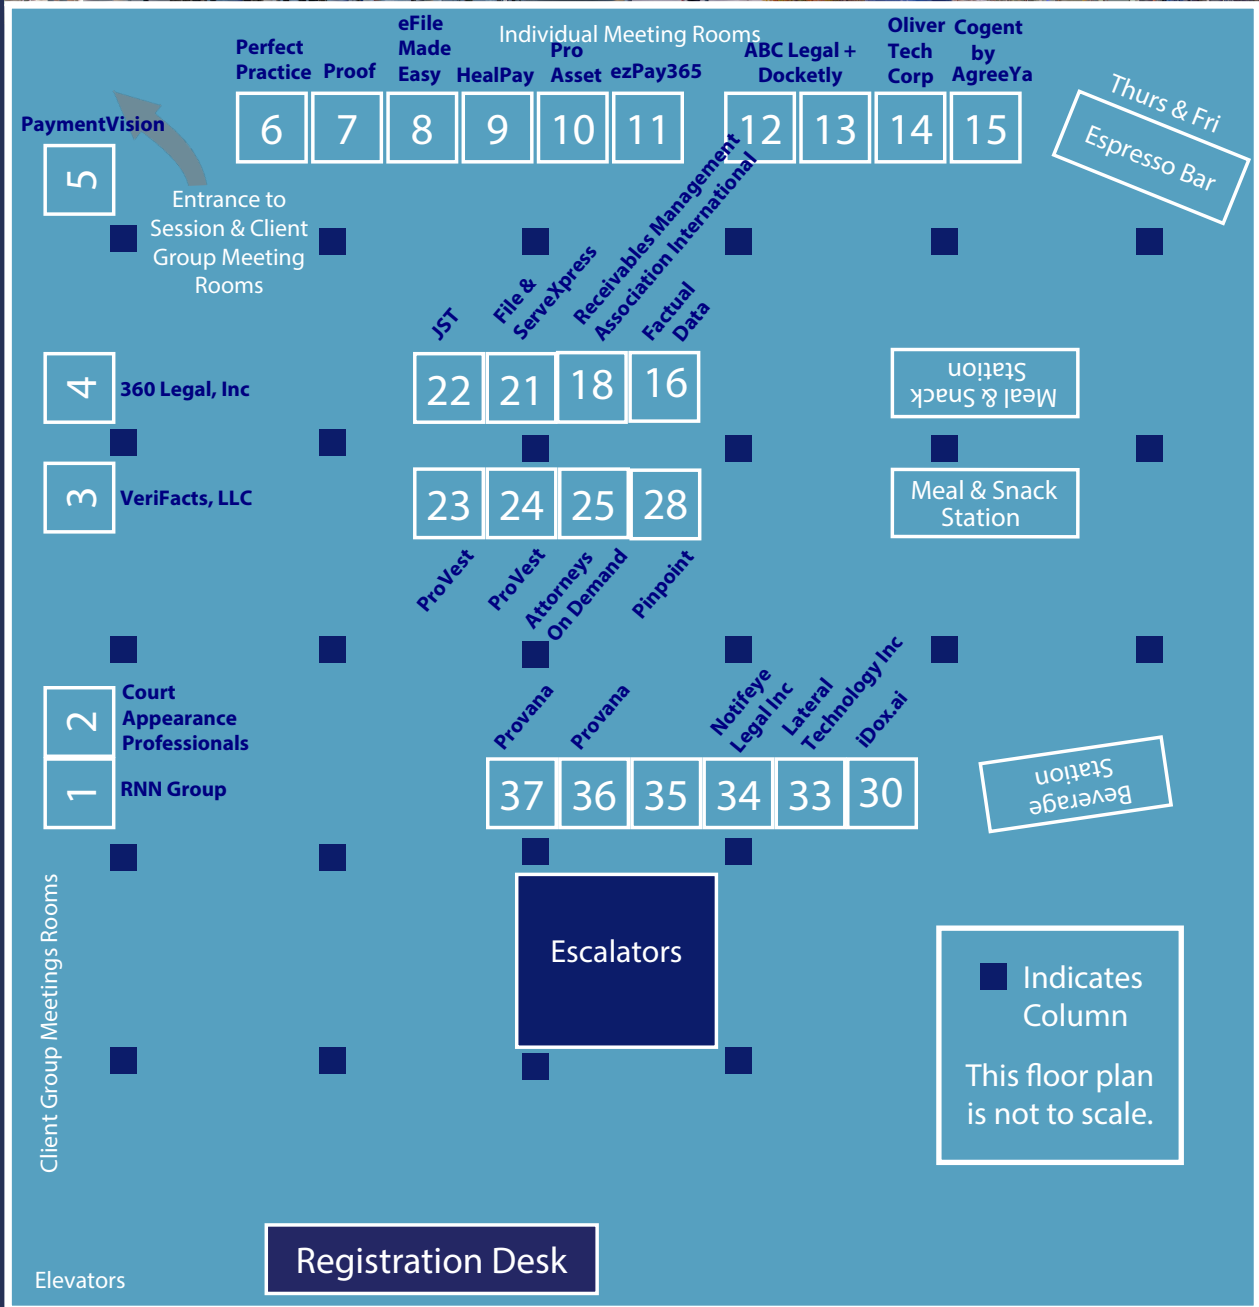 Individual Meeting Rooms
Perfect
Practice
Proof
eFile
Made
Easy
HealPay
Pro
Asset
ezPay365
ABC Legal +
Docketly
Oliver
Tech
Corp
Cogent
by
AgreeYa
6
7
8
9
10
11
12
13
14
15
Thurs & Fri
Espresso Bar
PaymentVision
5
Entrance to
Session & Client
Group Meeting
Rooms
JST
File &
ServeXpress
Receivables Management
Association International
Factual
Data
4
360 Legal, Inc
22
21
18
16
Meal & Snack
Station
3
VeriFacts, LLC
23
24
25
28
Meal & Snack
Station
ProVest
ProVest
Attorneys
On Demand
Pinpoint
2
Court
Appearance
Professionals
1
RNN Group
Provana
Provana
Notifeye
Legal Inc
Lateral
Technology Inc
iDox.ai
37
36
35
34
33
30
Beverage
Station
Client Group Meetings Rooms
Escalators
Indicates
Column
This floor plan
is not to scale.
Registration Desk
Elevators